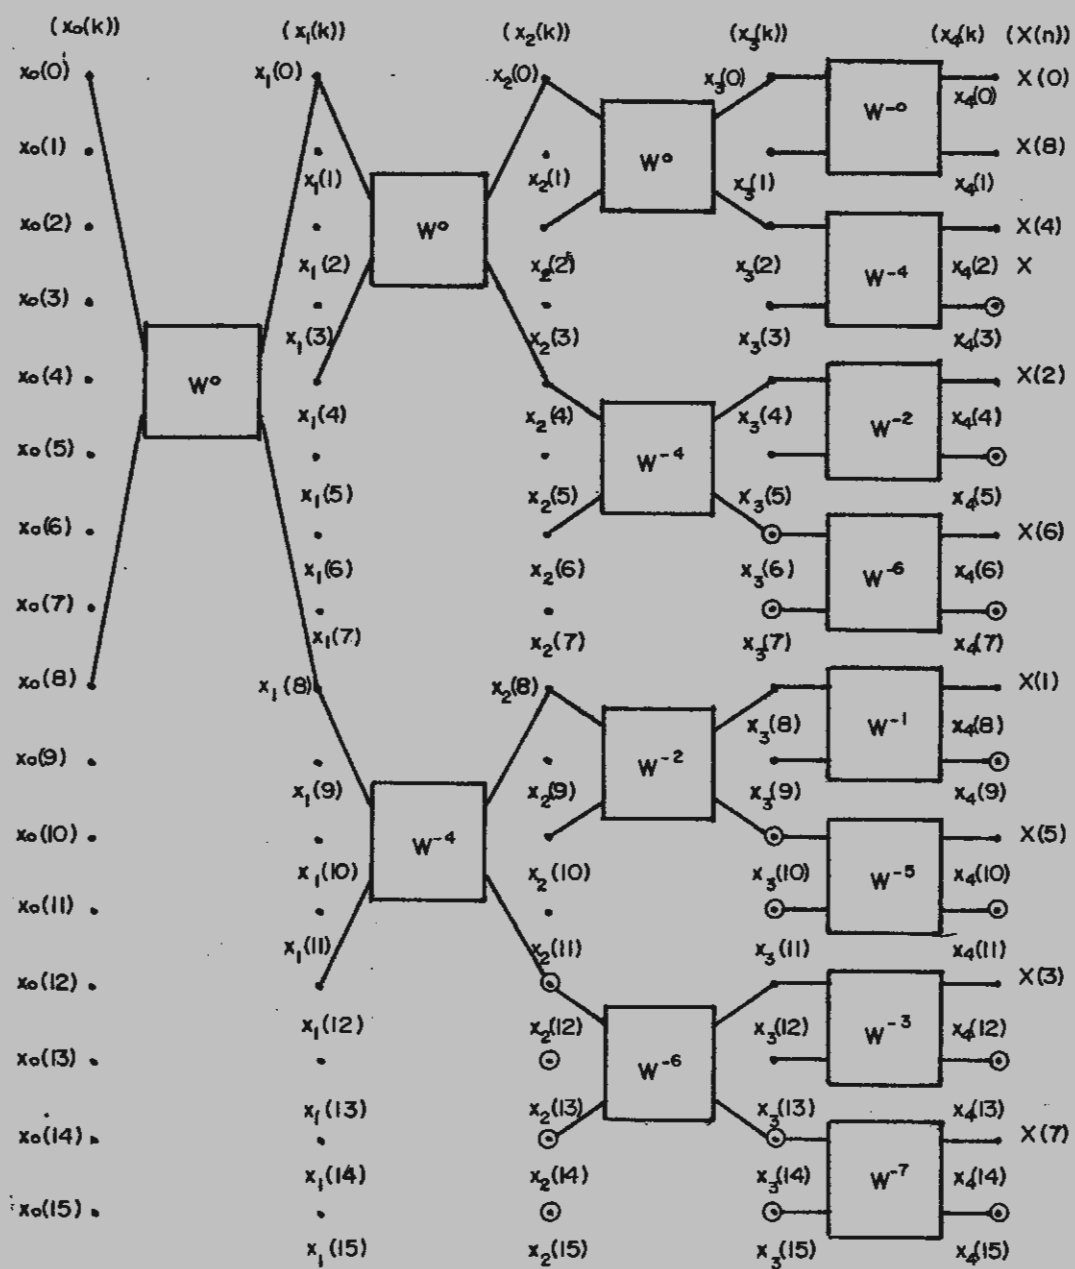 (x₀(k)) (x₁(k)) (x₂(k)) (x₃(k)) (x₄(k) (X(n))
x₀(0) x₁(0) x₂(0) x₃(0) W⁻⁰ x₄(0) X(0)
x₀(1) x₁(1) x₂(1) W⁰ x₃(1) x₄(1) X(8)
x₀(2) x₁(2) W⁰ x₂(2) x₃(2) W⁻⁴ x₄(2) X(4)
X
x₀(3) x₁(3) x₂(3) x₃(3) x₄(3)
x₀(4) W⁰ x₁(4) x₂(4) x₃(4) W⁻² x₄(4) X(2)
x₀(5) x₁(5) x₂(5) W⁻⁴ x₃(5) x₄(5)
x₀(6) x₁(6) x₂(6) x₃(6) W⁻⁶ x₄(6) X(6)
x₀(7) x₁(7) x₂(7) x₃(7) x₄(7)
x₀(8) x₁(8) x₂(8) x₃(8) W⁻¹ x₄(8) X(1)
x₀(9) x₁(9) x₂(9) W⁻² x₃(9) x₄(9)
x₀(10) x₁(10) W⁻⁴ x₂(10) x₃(10) W⁻⁵ x₄(10) X(5)
x₀(11) x₁(11) x₂(11) x₃(11) x₄(11)
x₀(12) x₁(12) x₂(12) x₃(12) W⁻³ x₄(12) X(3)
x₀(13) x₁(13) x₂(13) W⁻⁶ x₃(13) x₄(13)
x₀(14) x₁(14) x₂(14) x₃(14) W⁻⁷ x₄(14) X(7)
x₀(15) x₁(15) x₂(15) x₃(15) x₄(15)